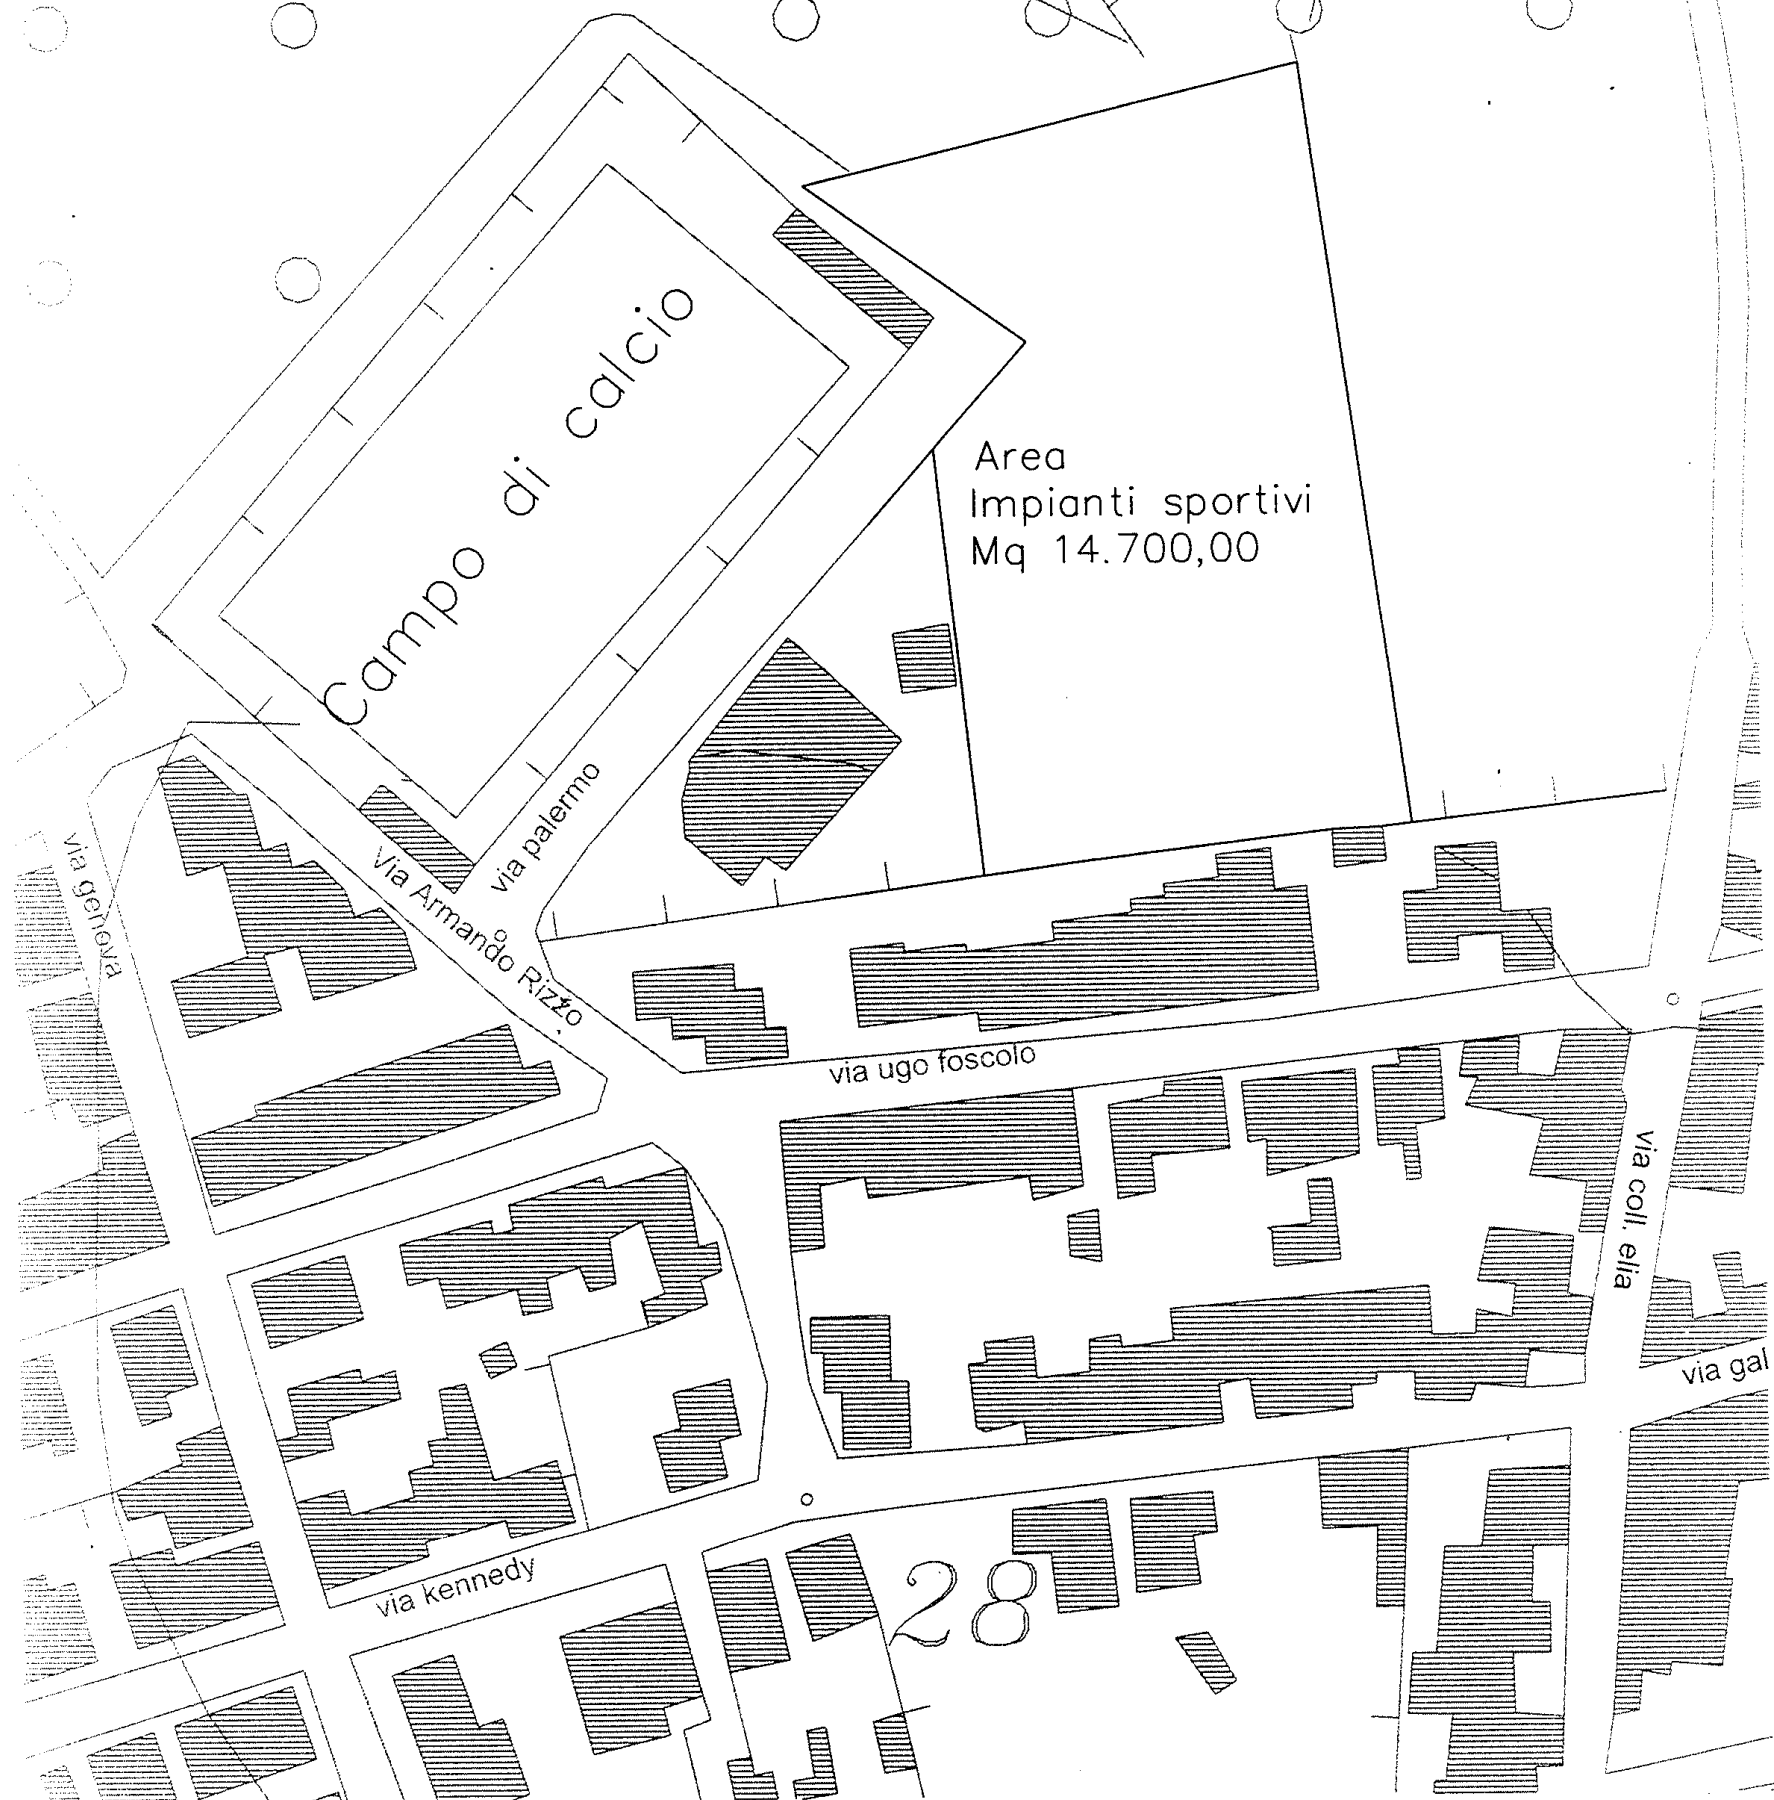 Campo di calcio
Area
Impianti sportivi
Mq 14.700,00
via palermo
Via Armando Rizzo
via genova
via ugo foscolo
via coll. elia
via gal
via kennedy
28